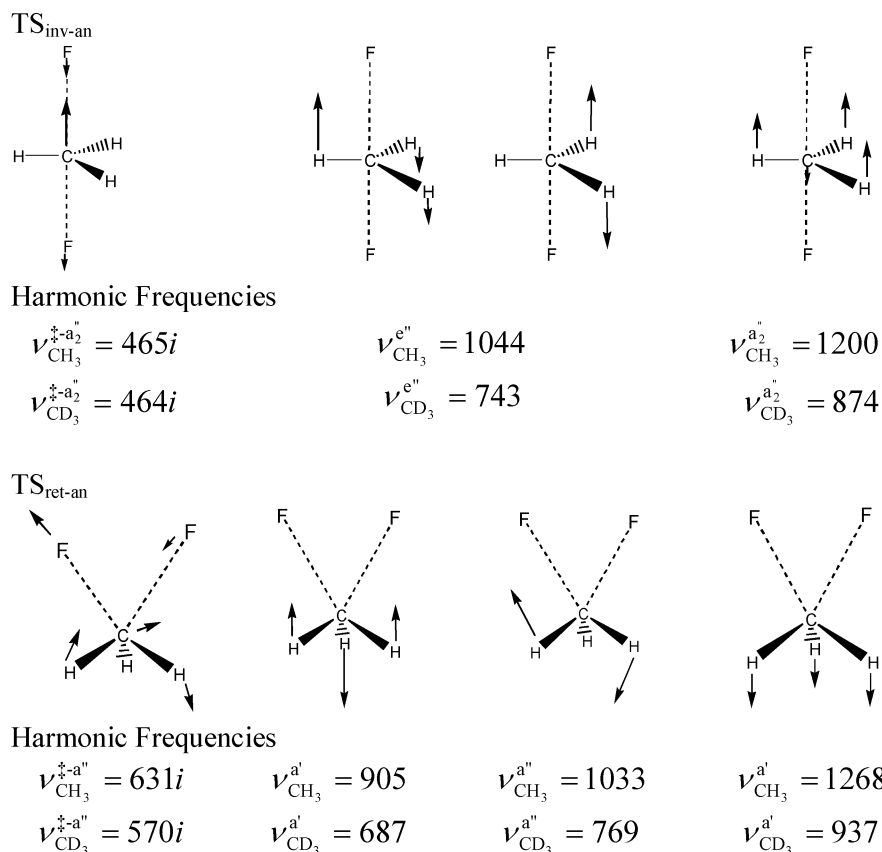 TSinv-an
F F F F
H C H H H C H H H C H H H C H H
F F F F
Harmonic Frequencies
ν‡-a₂"CH₃ = 465i νe"CH₃ = 1044 νa₂"CH₃ = 1200
ν‡-a₂"CD₃ = 464i νe"CD₃ = 743 νa₂"CD₃ = 874
TSret-an
F F F F F F F F
C C C C
H H H H H H H H H H H H
Harmonic Frequencies
ν‡-a"CH₃ = 631i νa'CH₃ = 905 νa"CH₃ = 1033 νa'CH₃ = 1268
ν‡-a"CD₃ = 570i νa'CD₃ = 687 νa"CD₃ = 769 νa'CD₃ = 937